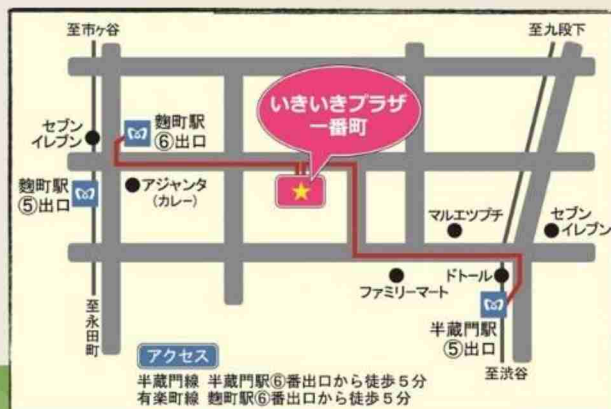 至市ヶ谷
至九段下
いきいきプラザ
一番町
セブン
イレブン
麴町駅
⑥出口
麴町駅
⑤出口
アジャンタ
(カレー)
マルエツプチ
セブン
イレブン
ファミリーマート
ドトール
半蔵門駅
⑤出口
至永田町
至渋谷
アクセス
半蔵門線 半蔵門駅⑥番出口から徒歩5分
有楽町線 麴町駅⑥番出口から徒歩5分